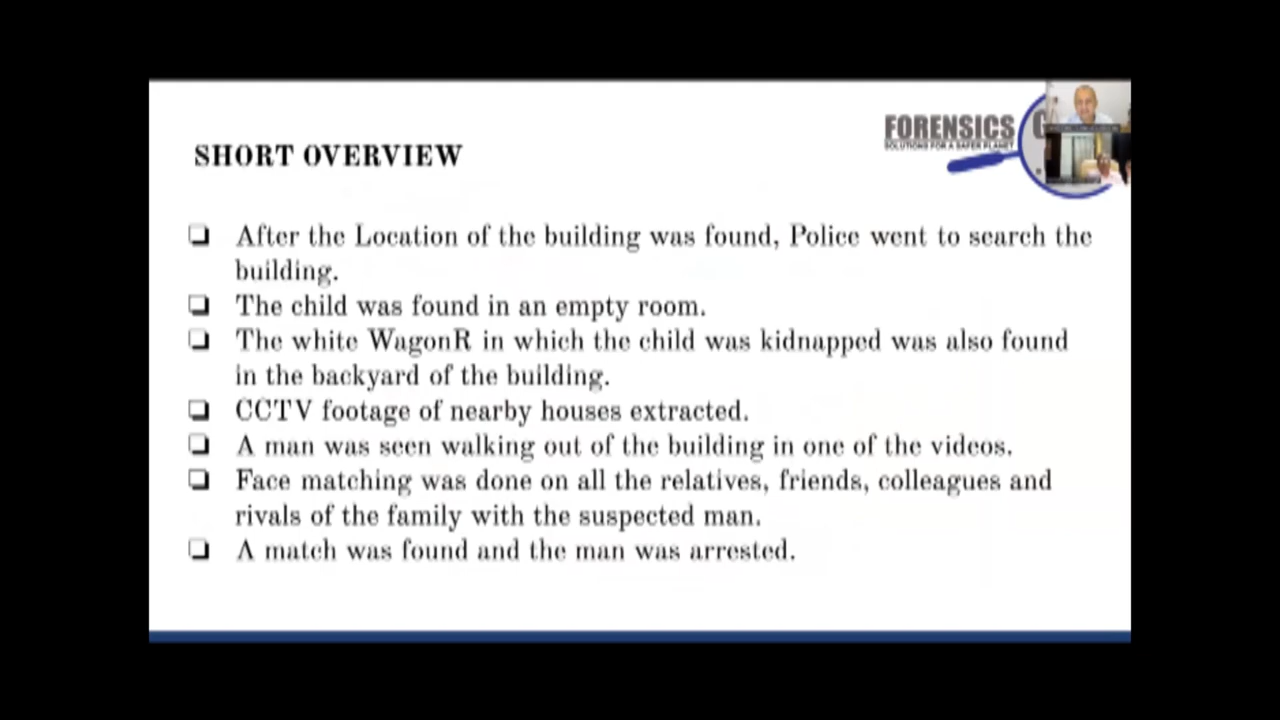 FORENSICS
SOLUTIONS FOR A SAFER PLANET
SHORT OVERVIEW
❑ After the Location of the building was found, Police went to search the
building.
❑ The child was found in an empty room.
❑ The white WagonR in which the child was kidnapped was also found
in the backyard of the building.
❑ CCTV footage of nearby houses extracted.
❑ A man was seen walking out of the building in one of the videos.
❑ Face matching was done on all the relatives, friends, colleagues and
rivals of the family with the suspected man.
❑ A match was found and the man was arrested.